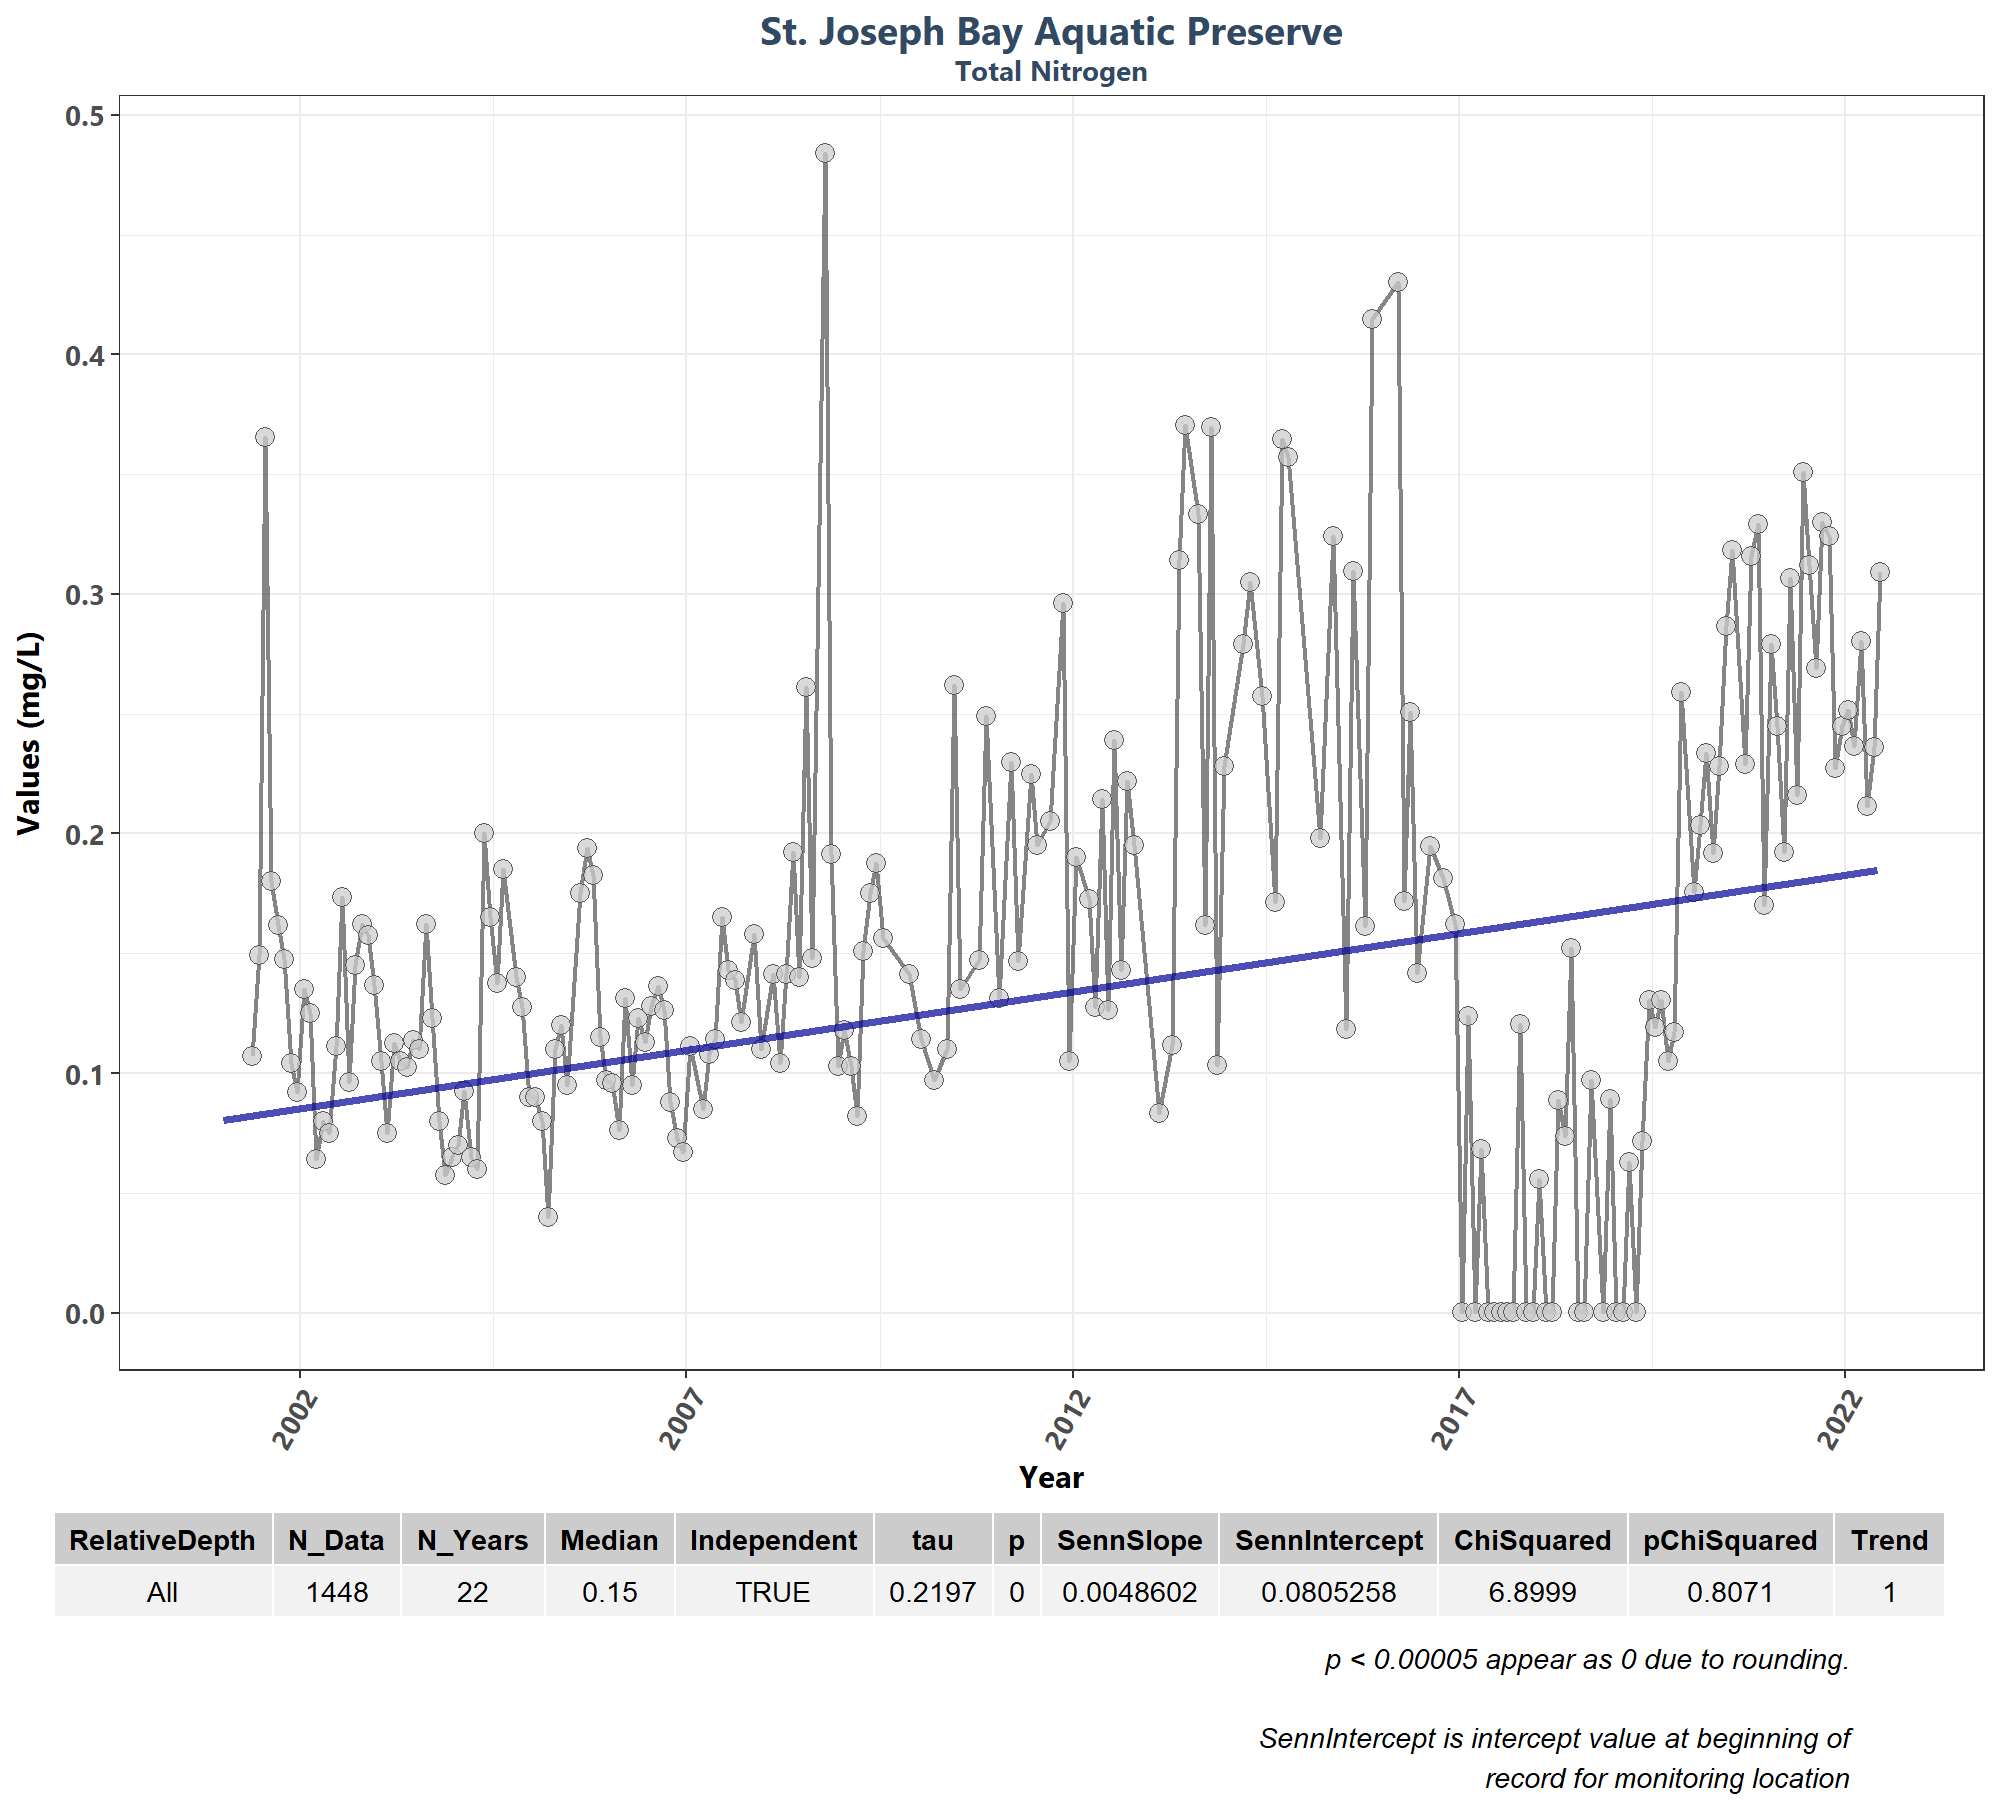 St. Joseph Bay Aquatic Preserve
Total Nitrogen
0.5
0.4
0.3
0.2
0.1
0.0
Values (mg/L)
2002 2007 2012 2017 2022
Year
RelativeDepth N_Data N_Years Median Independent tau p SennSlope SennIntercept ChiSquared pChiSquared Trend
All 1448 22 0.15 TRUE 0.2197 0 0.0048602 0.0805258 6.8999 0.8071 1
p < 0.00005 appear as 0 due to rounding.
SennIntercept is intercept value at beginning of
record for monitoring location